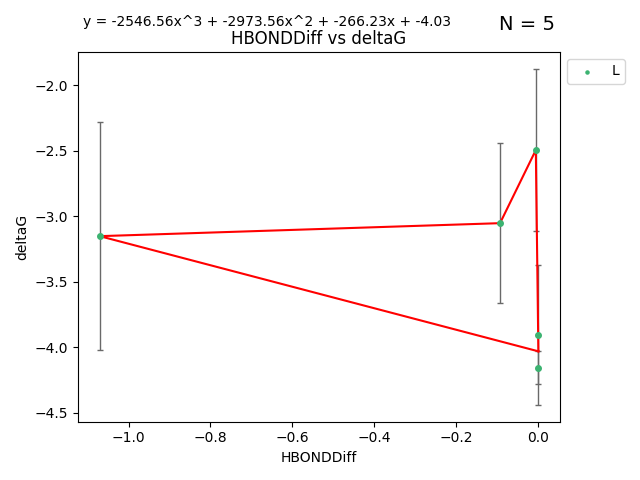 y = -2546.56x^3 + -2973.56x^2 + -266.23x + -4.03
N = 5
HBONDDiff vs deltaG
L
−2.0
−2.5
−3.0
−3.5
−4.0
−4.5
deltaG
−1.0
−0.8
−0.6
−0.4
−0.2
0.0
HBONDDiff